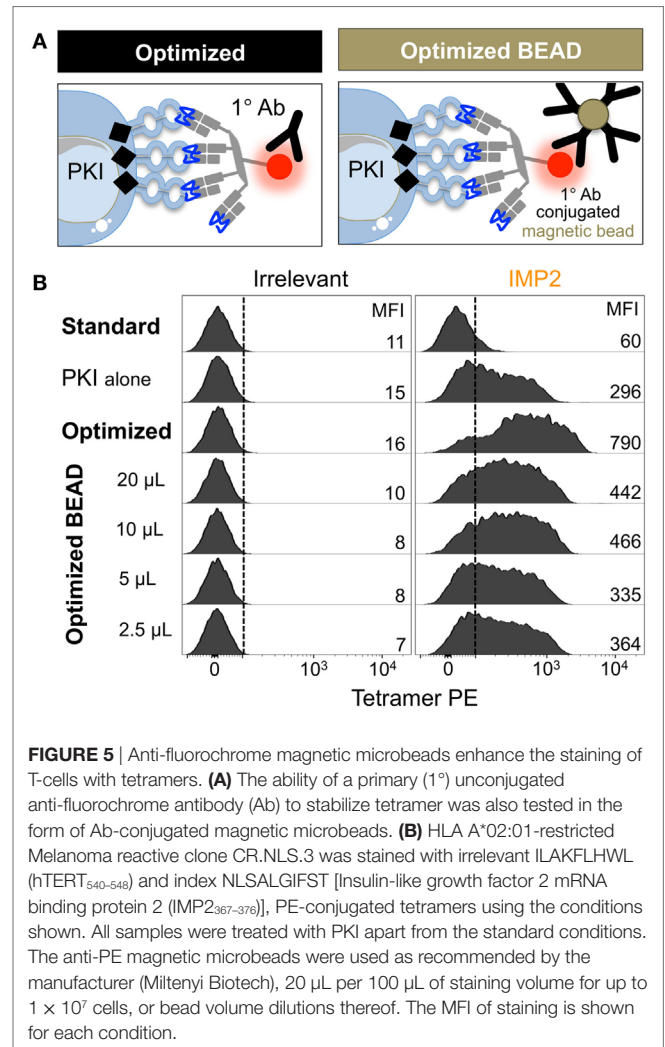 A
Optimized
Optimized BEAD
PKI
1° Ab
PKI
1° Ab
conjugated
magnetic bead
B
Irrelevant
IMP2
Standard
MFI
11
MFI
60
PKI alone
15
296
Optimized
16
790
Optimized BEAD
20 µL
10
442
10 µL
8
466
5 µL
8
335
2.5 µL
7
364
0
10³
10⁴
0
10³
10⁴
Tetramer PE
FIGURE 5 | Anti-fluorochrome magnetic microbeads enhance the staining of
T-cells with tetramers. (A) The ability of a primary (1°) unconjugated
anti-fluorochrome antibody (Ab) to stabilize tetramer was also tested in the
form of Ab-conjugated magnetic microbeads. (B) HLA A*02:01-restricted
Melanoma reactive clone CR.NLS.3 was stained with irrelevant ILAKFLHWL
(hTERT₅₄₀₋₅₄₈) and index NLSALGIFST [Insulin-like growth factor 2 mRNA
binding protein 2 (IMP2₃₆₇₋₃₇₆)], PE-conjugated tetramers using the conditions
shown. All samples were treated with PKI apart from the standard conditions.
The anti-PE magnetic microbeads were used as recommended by the
manufacturer (Miltenyi Biotech), 20 µL per 100 µL of staining volume for up to
1 × 10⁷ cells, or bead volume dilutions thereof. The MFI of staining is shown
for each condition.